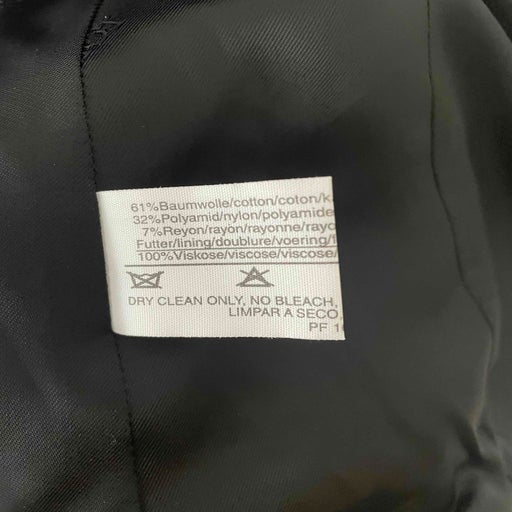 61%Baumwolle/cotton/coton/k
32%Polyamid/nylon/polyamide
7%Reyon/rayon/rayonne/rayo
Futter/lining/doublure/voering/f
100%Viskose/viscose/viscose/
DRY CLEAN ONLY, NO BLEACH,
LIMPAR A SECO
PF 1